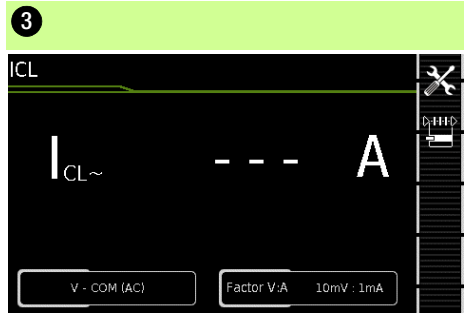 3
ICL
ICL~ - - - A
V - COM (AC)
Factor V:A 10mV : 1mA